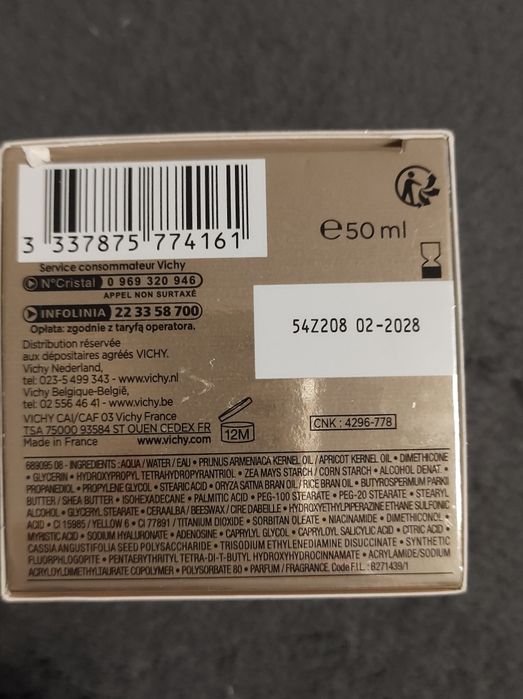 3 337875 774161
℮50 ml
Service consommateur Vichy
N°Cristal 0 969 320 946
APPEL NON SURTAXÉ
INFOLINIA 22 33 58 700
Opłata: zgodnie z taryfą operatora.
54Z208 02-2028
Distribution réservée
aux dépositaires agréés VICHY.
Vichy Nederland,
tel: 023-5 499 343 - www.vichy.nl
Vichy Belgique-België,
tel: 02 556 46 41 - www.vichy.be
VICHY CAI/CAF 03 Vichy France
TSA 75000 93584 ST OUEN CEDEX FR
Made in France www.vichy.com
12M
CNK : 4296-778
689095 08 - INGREDIENTS : AQUA / WATER / EAU • PRUNUS ARMENIACA KERNEL OIL / APRICOT KERNEL OIL • DIMETHICONE
• GLYCERIN • HYDROXYPROPYL TETRAHYDROPYRANTRIOL • ZEA MAYS STARCH / CORN STARCH • ALCOHOL DENAT. •
PROPANEDIOL • PROPYLENE GLYCOL • STEARIC ACID • ORYZA SATIVA BRAN OIL / RICE BRAN OIL • BUTYROSPERMUM PARKII
BUTTER / SHEA BUTTER • ISOHEXADECANE • PALMITIC ACID • PEG-100 STEARATE • PEG-20 STEARATE • STEARYL
ALCOHOL • GLYCERYL STEARATE • CERA ALBA / BEESWAX / CIRE DABEILLE • HYDROXYETHYLPIPERAZINE ETHANE SULFONIC
ACID • CI 15985 / YELLOW 6 • CI 77891 / TITANIUM DIOXIDE • SORBITAN OLEATE • NIACINAMIDE • DIMETHICONOL •
MYRISTIC ACID • SODIUM HYALURONATE • ADENOSINE • CAPRYLYL GLYCOL • CAPRYLOYL SALICYLIC ACID • CITRIC ACID •
CASSIA ANGUSTIFOLIA SEED POLYSACCHARIDE • TRISODIUM ETHYLENEDIAMINE DISUCCINATE • SYNTHETIC
FLUORPHLOGOPITE • PENTAERYTHRITYL TETRA-DI-T-BUTYL HYDROXYHYDROCINNAMATE • ACRYLAMIDE/SODIUM
ACRYLOYLDIMETHYLTAURATE COPOLYMER • POLYSORBATE 80 • PARFUM / FRAGRANCE. Code F.I.L. : B271439/1